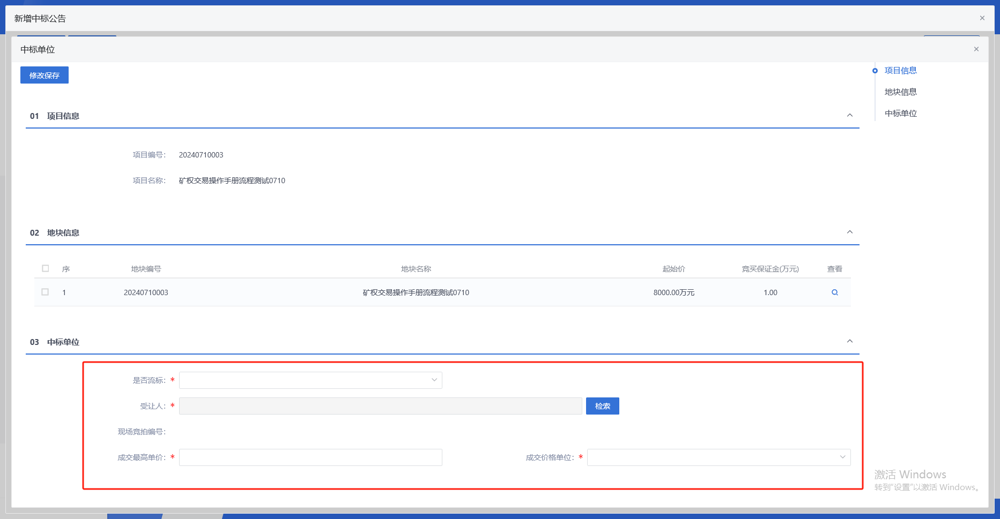 新增中标公告
中标单位
修改保存
项目信息
地块信息
中标单位
01 项目信息
项目编号： 20240710003
项目名称： 矿权交易操作手册流程测试0710
02 地块信息
序 地块编号 地块名称 起始价 竞买保证金(万元) 查看
1 20240710003 矿权交易操作手册流程测试0710 8000.00万元 1.00
03 中标单位
是否流标： *
受让人： * 检索
现场竞拍编号：
成交最高单价： * 成交价格单位： *
激活 Windows
转到"设置"以激活 Windows。